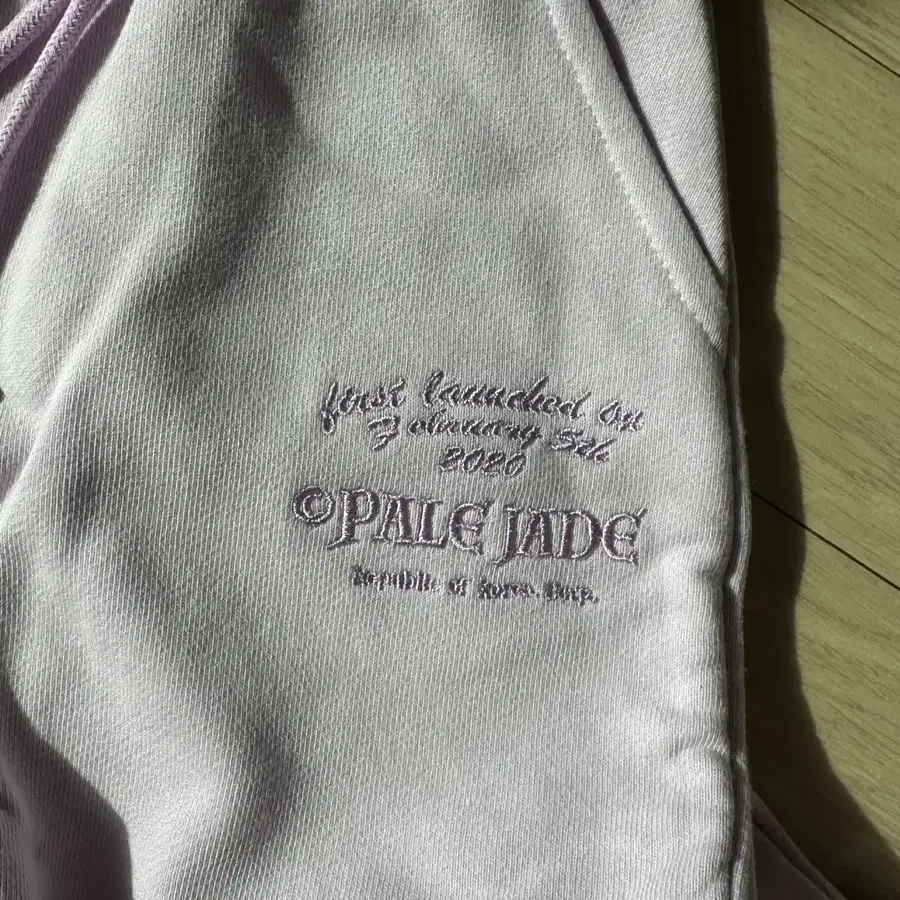 first launched on
February 5th
2020
©PALE JADE
Republic of Korea. Corp.